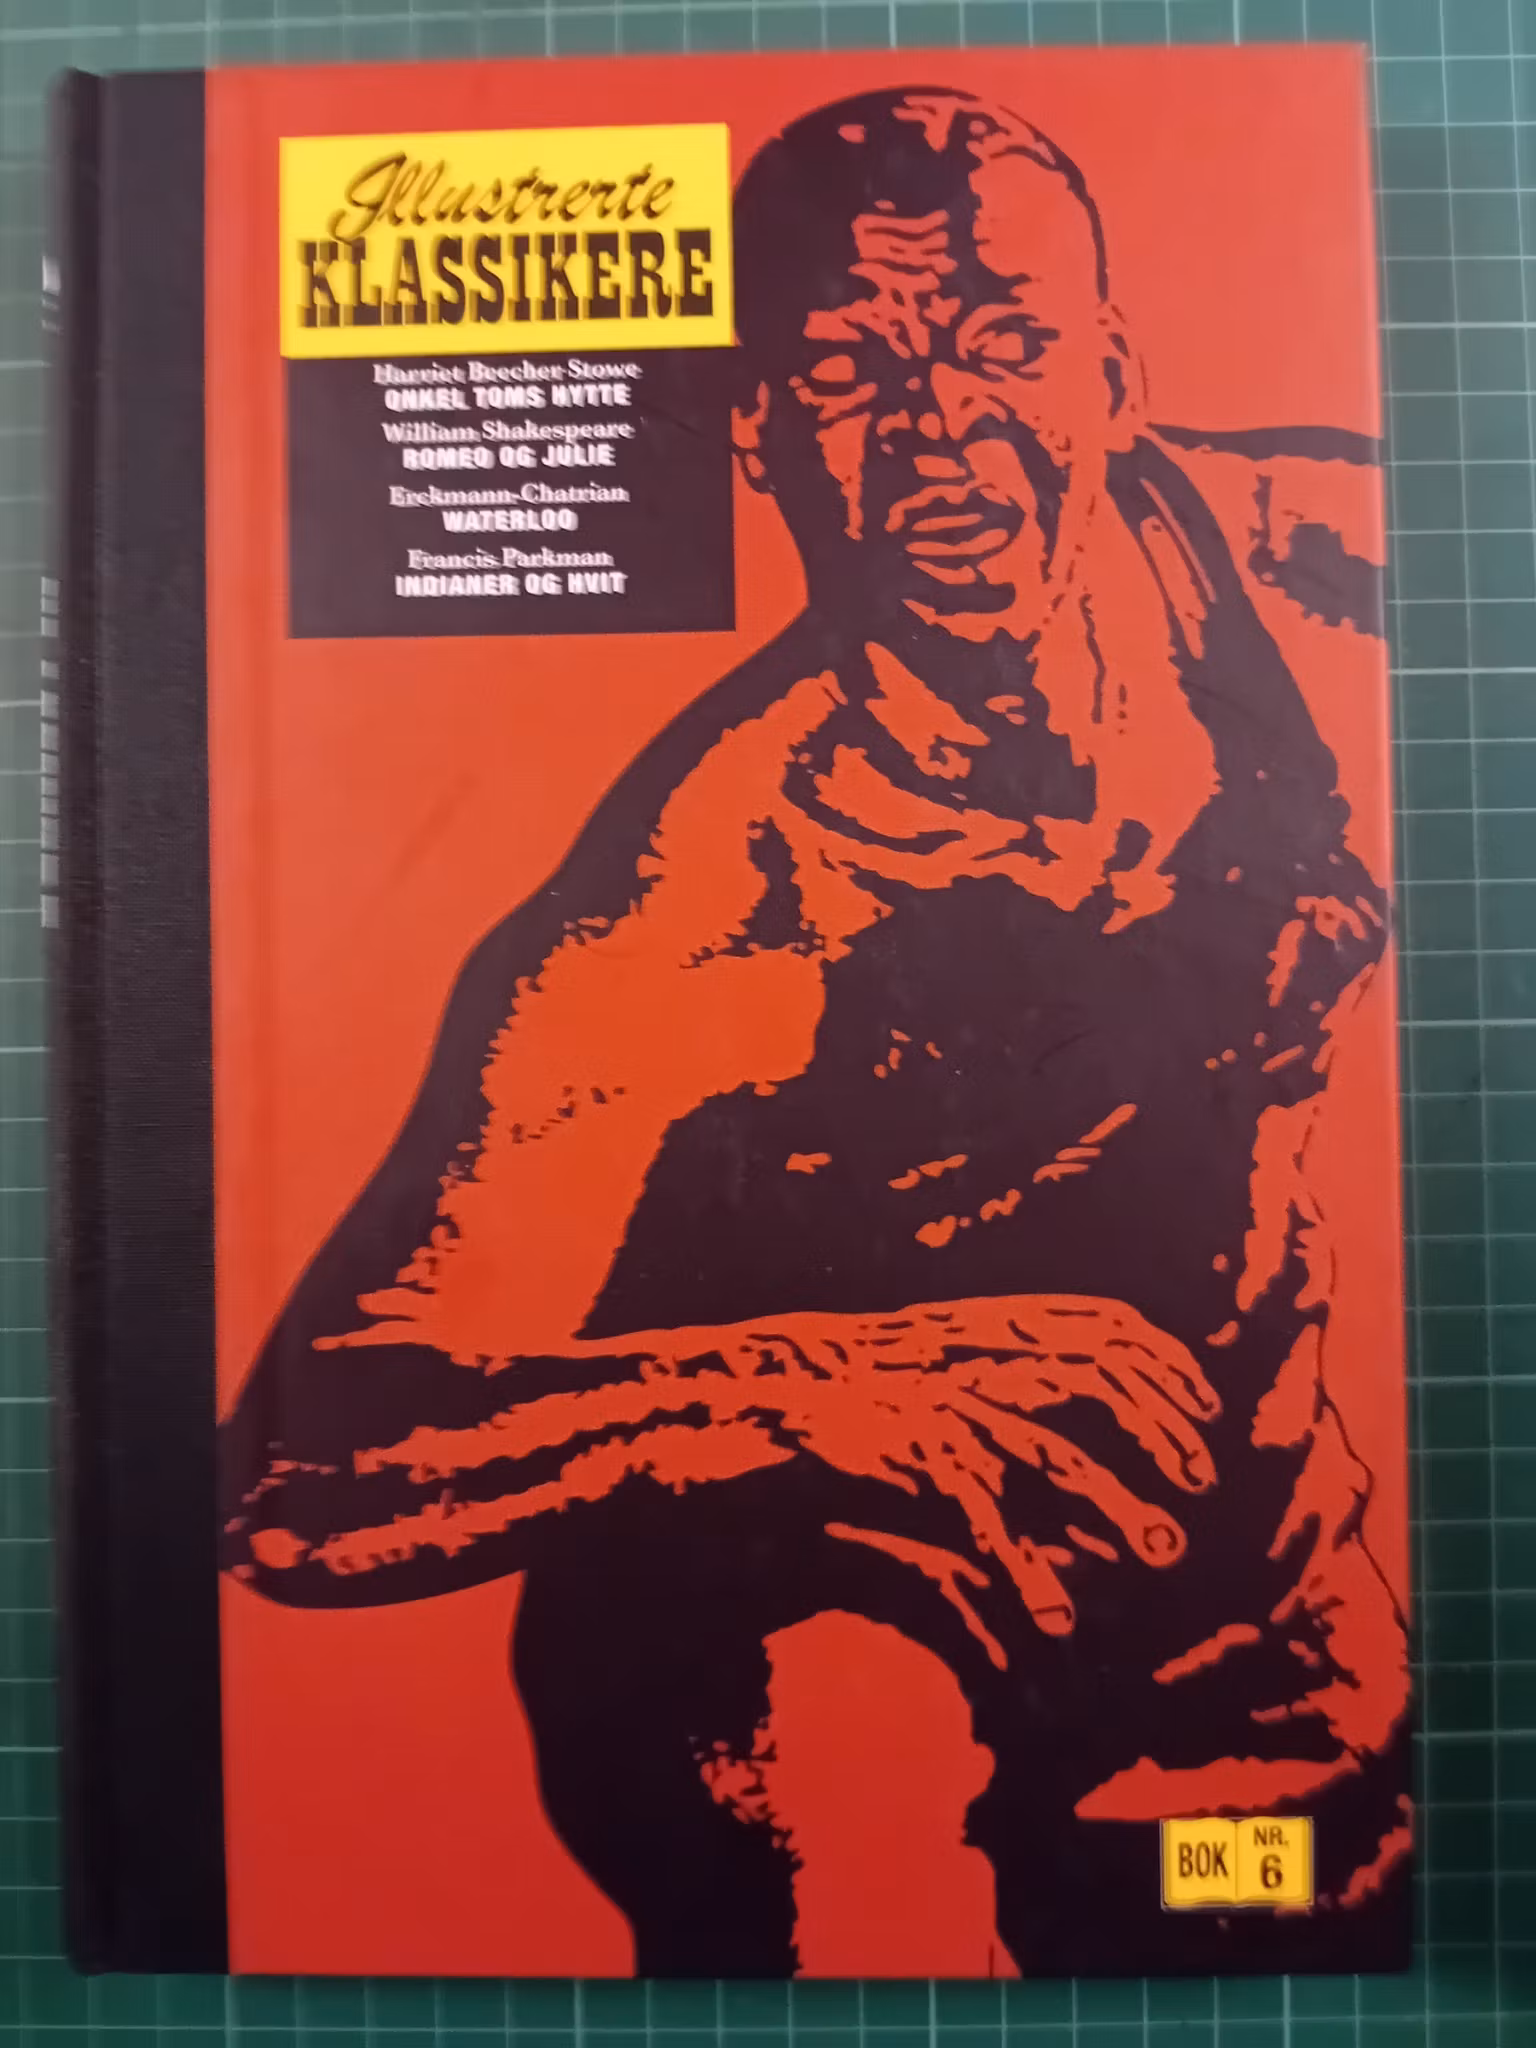 Illustrerte
KLASSIKERE
Harriet Beecher-Stowe
ONKEL TOMS HYTTE
William Shakespeare
ROMEO OG JULIE
Erckmann-Chatrian
WATERLOO
Francis Parkman
INDIANER OG HVIT
BOK
NR.
6